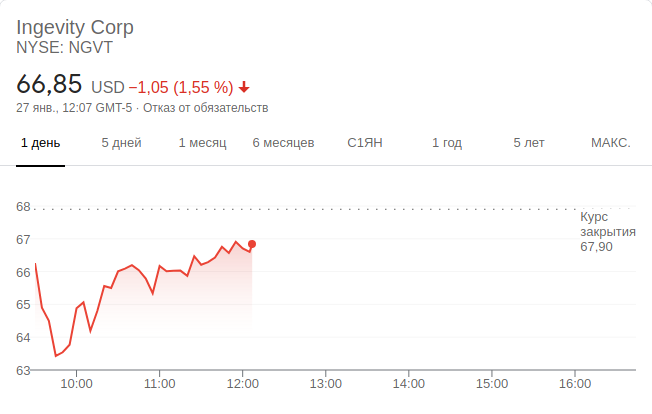 Ingevity Corp
NYSE: NGVT
66,85 USD −1,05 (1,55 %)
27 янв., 12:07 GMT-5 · Отказ от обязательств
1 день 5 дней 1 месяц 6 месяцев С1ЯН 1 год 5 лет МАКС.
68
Курс
закрытия
67,90
67
66
65
64
63
10:00 11:00 12:00 13:00 14:00 15:00 16:00